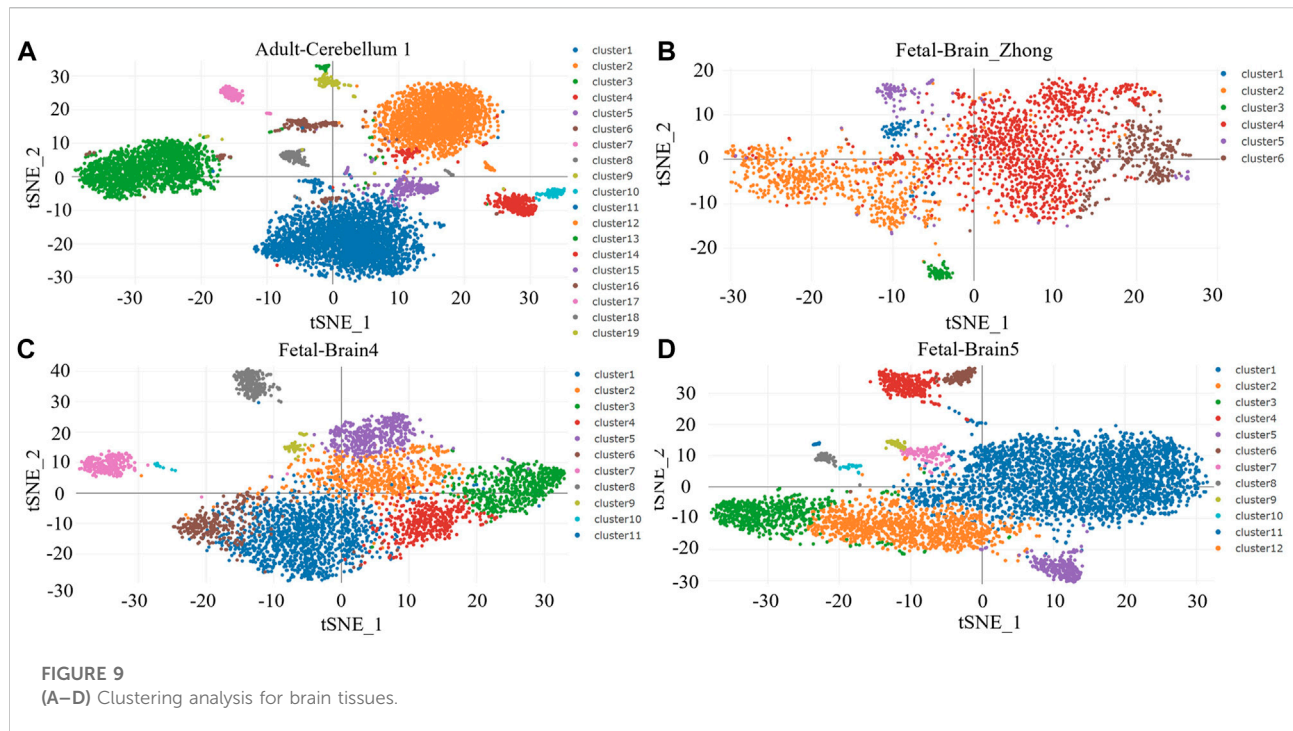 A
Adult-Cerebellum 1
tSNE_2
30
20
10
0
-10
-20
-30
-30
-20
-10
0
10
20
30
tSNE_1
cluster1
cluster2
cluster3
cluster4
cluster5
cluster6
cluster7
cluster8
cluster9
cluster10
cluster11
cluster12
cluster13
cluster14
cluster15
cluster16
cluster17
cluster18
cluster19
B
Fetal-Brain_Zhong
tSNE_2
20
10
0
-10
-20
-30
-20
-10
0
10
20
30
tSNE_1
cluster1
cluster2
cluster3
cluster4
cluster5
cluster6
C
Fetal-Brain4
tSNE_2
40
30
20
10
0
-10
-20
-30
-30
-20
-10
0
10
20
30
tSNE_1
cluster1
cluster2
cluster3
cluster4
cluster5
cluster6
cluster7
cluster8
cluster9
cluster10
cluster11
D
Fetal-Brain5
tSNE_2
30
20
10
0
-10
-20
-30
-30
-20
-10
0
10
20
30
tSNE_1
cluster1
cluster2
cluster3
cluster4
cluster5
cluster6
cluster7
cluster8
cluster9
cluster10
cluster11
cluster12
FIGURE 9
(A–D) Clustering analysis for brain tissues.